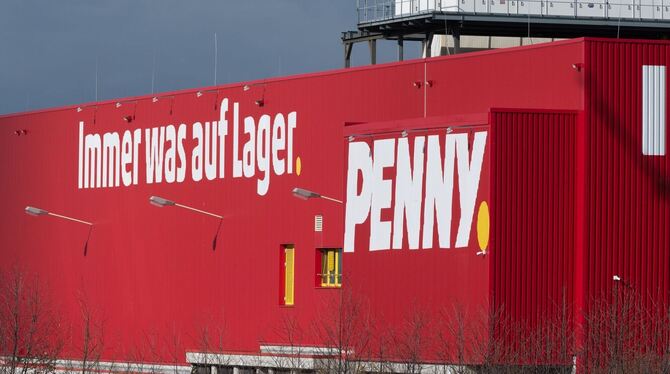 Immer was auf Lager.
PENNY.